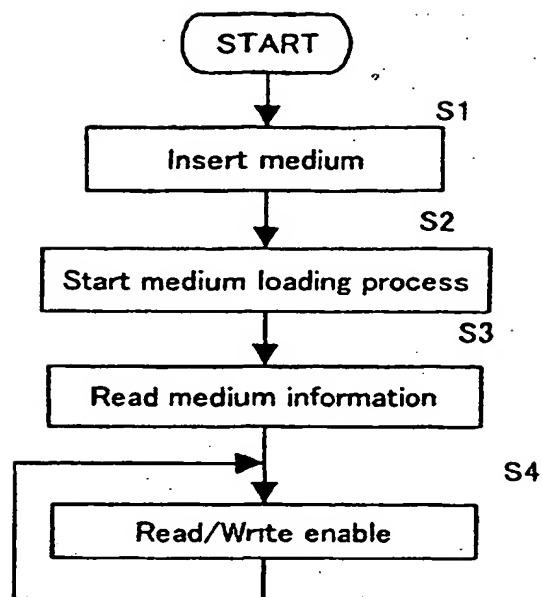 START
S1
Insert medium
S2
Start medium loading process
S3
Read medium information
S4
Read/Write enable